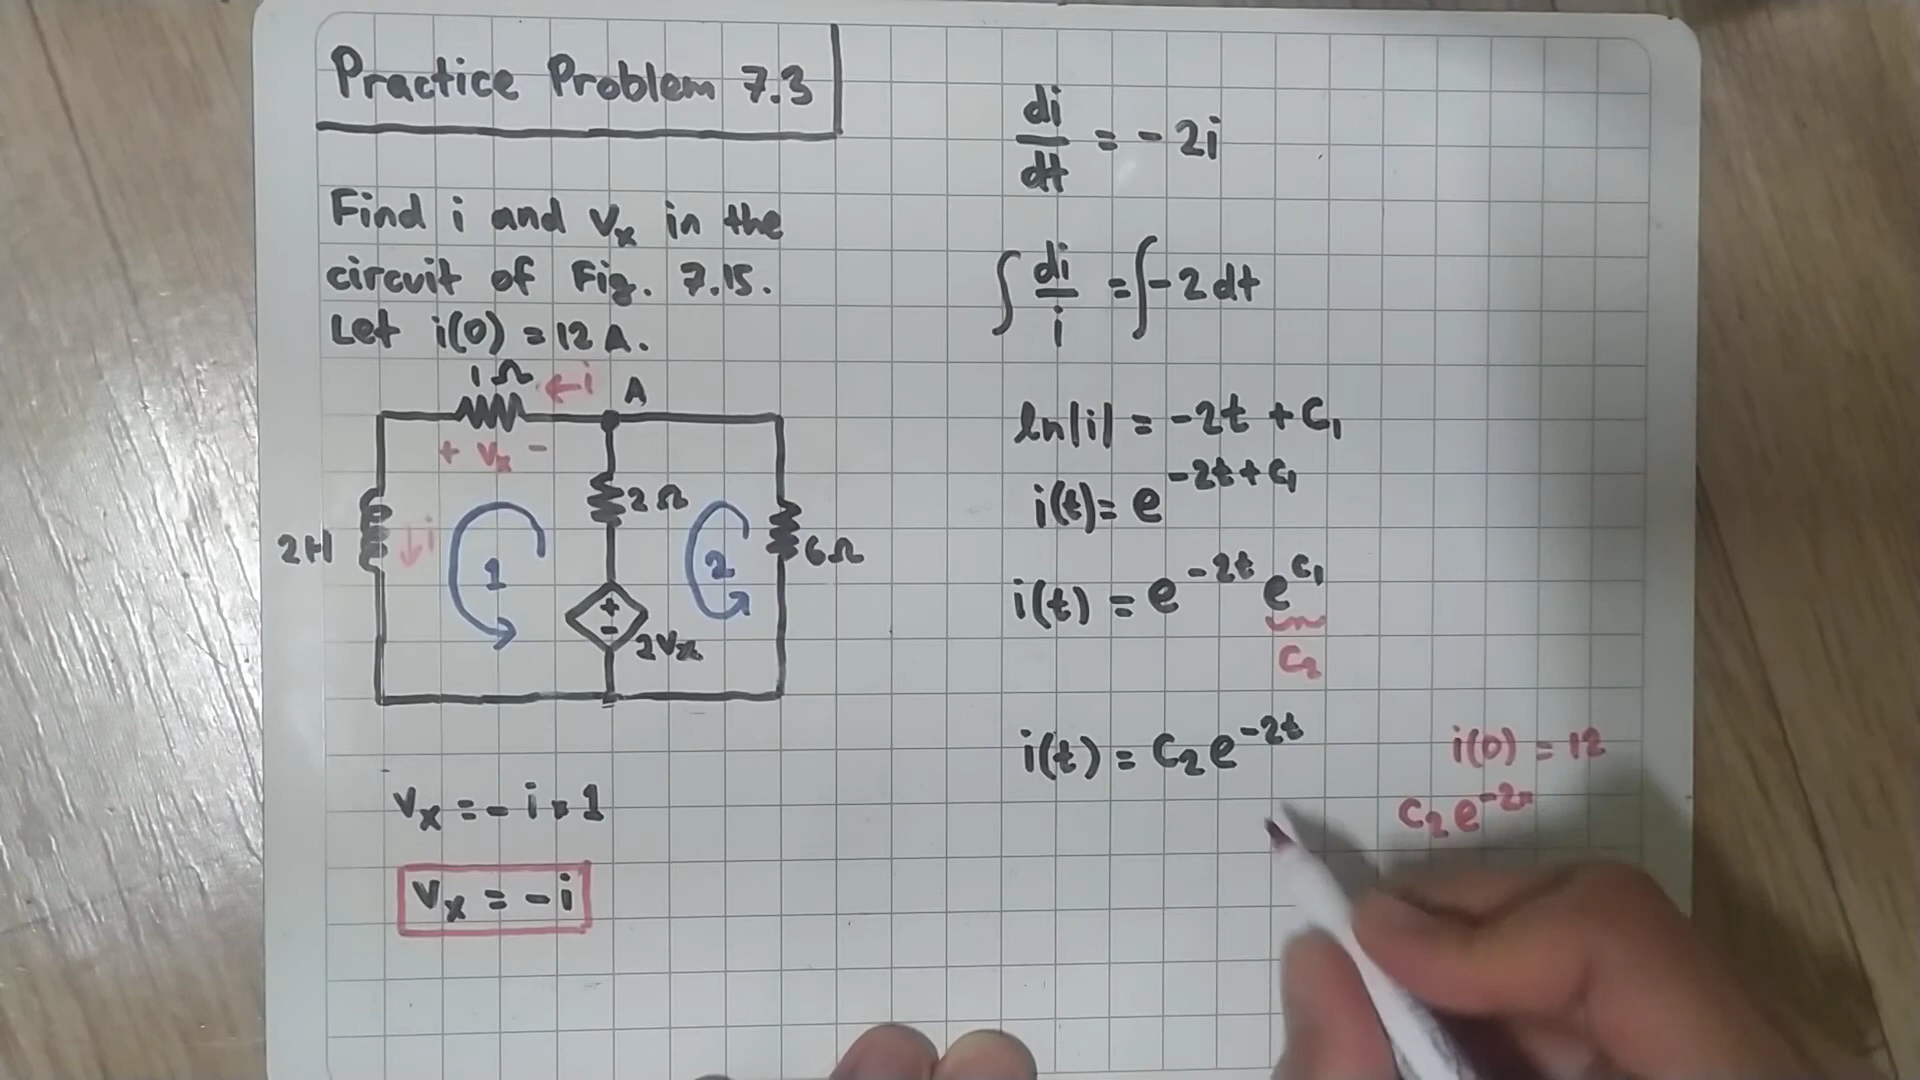 Practice Problem 7.3
Find i and vx in the
circuit of Fig. 7.15.
Let i(0) = 12 A.
1Ω
← i
A
+ vx -
2H
↓ i
1
2Ω
2
6Ω
+
-
2vx
vx = - i • 1
vx = - i
di/dt = - 2i
∫ di/i = ∫ -2 dt
ln|i| = -2t + C₁
i(t) = e^(-2t + C₁)
i(t) = e^(-2t) e^(C₁)
C₂
i(t) = C₂e^(-2t)
i(0) = 12